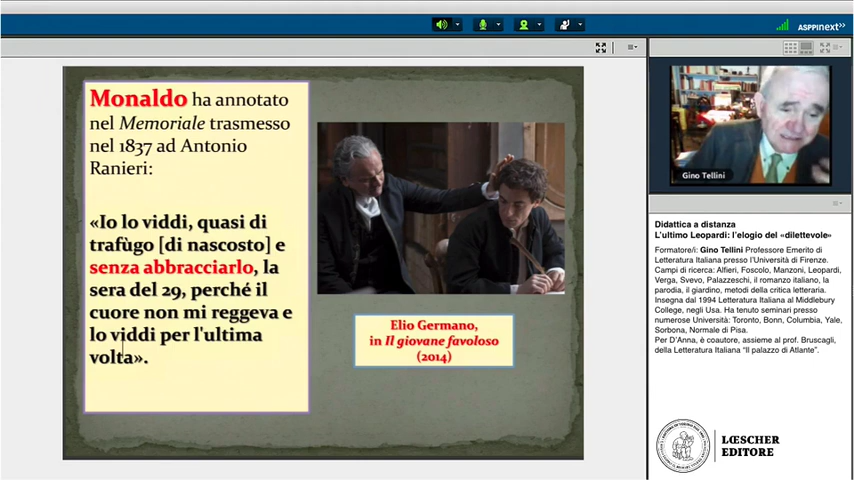 ASPPInext»
Monaldo ha annotato
nel Memoriale trasmesso
nel 1837 ad Antonio
Ranieri:
«Io lo viddi, quasi di
trafùgo [di nascosto] e
senza abbracciarlo, la
sera del 29, perché il
cuore non mi reggeva e
lo viddi per l'ultima
volta».
Elio Germano,
in Il giovane favoloso
(2014)
Gino Tellini
Didattica a distanza
L'ultimo Leopardi: l'elogio del «dilettevole»
Formatore/i: Gino Tellini Professore Emerito di
Letteratura Italiana presso l'Università di Firenze.
Campi di ricerca: Alfieri, Foscolo, Manzoni, Leopardi,
Verga, Svevo, Palazzeschi, il romanzo italiano, la
parodia, il giardino, metodi della critica letteraria.
Insegna dal 1994 Letteratura Italiana al Middlebury
College, negli Usa. Ha tenuto seminari presso
numerose Università: Toronto, Bonn, Columbia, Yale,
Sorbona, Normale di Pisa.
Per D'Anna, è coautore, assieme al prof. Bruscagli,
della Letteratura Italiana "Il palazzo di Atlante".
LŒSCHER
EDITORE